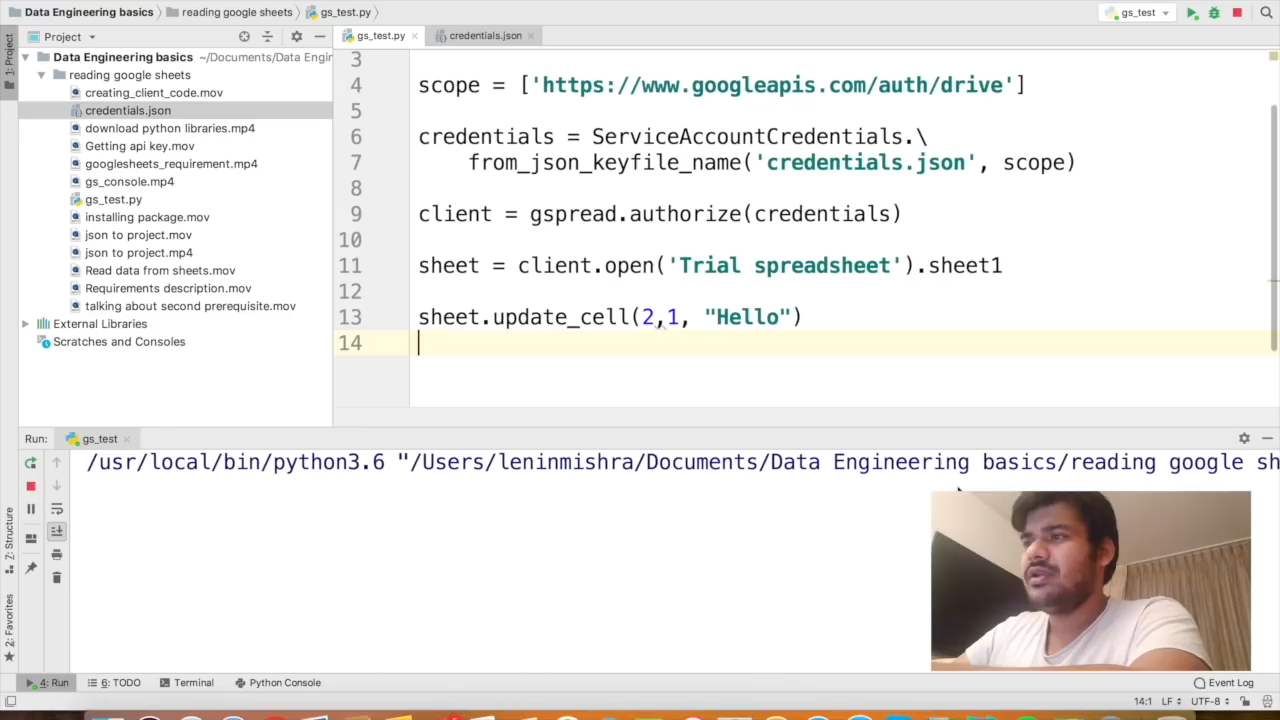 Data Engineering basics
reading google sheets
gs_test.py
gs_test
Project
gs_test.py
credentials.json
1: Project
Data Engineering basics ~/Documents/Data Engir
reading google sheets
creating_client_code.mov
credentials.json
download python libraries.mp4
Getting api key.mov
googlesheets_requirement.mp4
gs_console.mp4
gs_test.py
installing package.mov
json to project.mov
json to project.mp4
Read data from sheets.mov
Requirements description.mov
talking about second prerequisite.mov
External Libraries
Scratches and Consoles
3
4 scope = ['https://www.googleapis.com/auth/drive']
5
6 credentials = ServiceAccountCredentials.\
7 from_json_keyfile_name('credentials.json', scope)
8
9 client = gspread.authorize(credentials)
10
11 sheet = client.open('Trial spreadsheet').sheet1
12
13 sheet.update_cell(2,1, "Hello")
14
Run: gs_test
/usr/local/bin/python3.6 "/Users/leninmishra/Documents/Data Engineering basics/reading google sh
7: Structure
2: Favorites
4: Run
6: TODO
Terminal
Python Console
Event Log
14:1 LF UTF-8